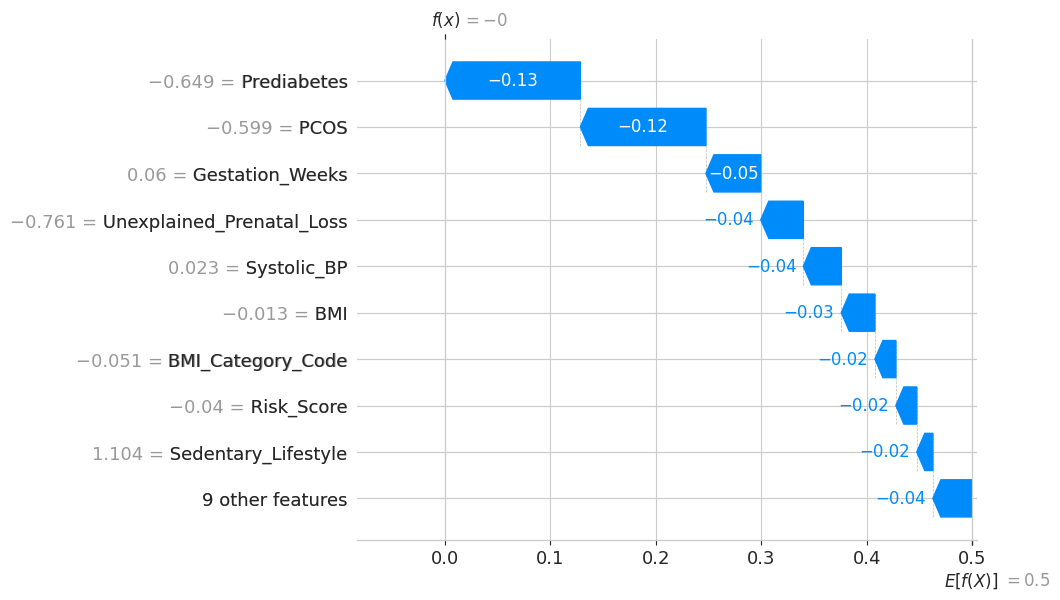 f(x) = −0
−0.649 = Prediabetes
−0.13
−0.599 = PCOS
−0.12
0.06 = Gestation_Weeks
−0.05
−0.761 = Unexplained_Prenatal_Loss
−0.04
0.023 = Systolic_BP
−0.04
−0.013 = BMI
−0.03
−0.051 = BMI_Category_Code
−0.02
−0.04 = Risk_Score
−0.02
1.104 = Sedentary_Lifestyle
−0.02
9 other features
−0.04
0.0 0.1 0.2 0.3 0.4 0.5
E[f(X)] = 0.5